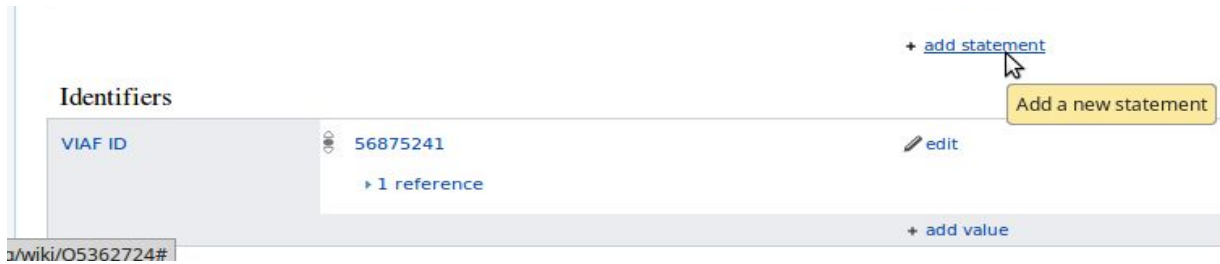 + add statement
Add a new statement
Identifiers
VIAF ID 56875241 edit
1 reference
+ add value
g/wiki/Q5362724#